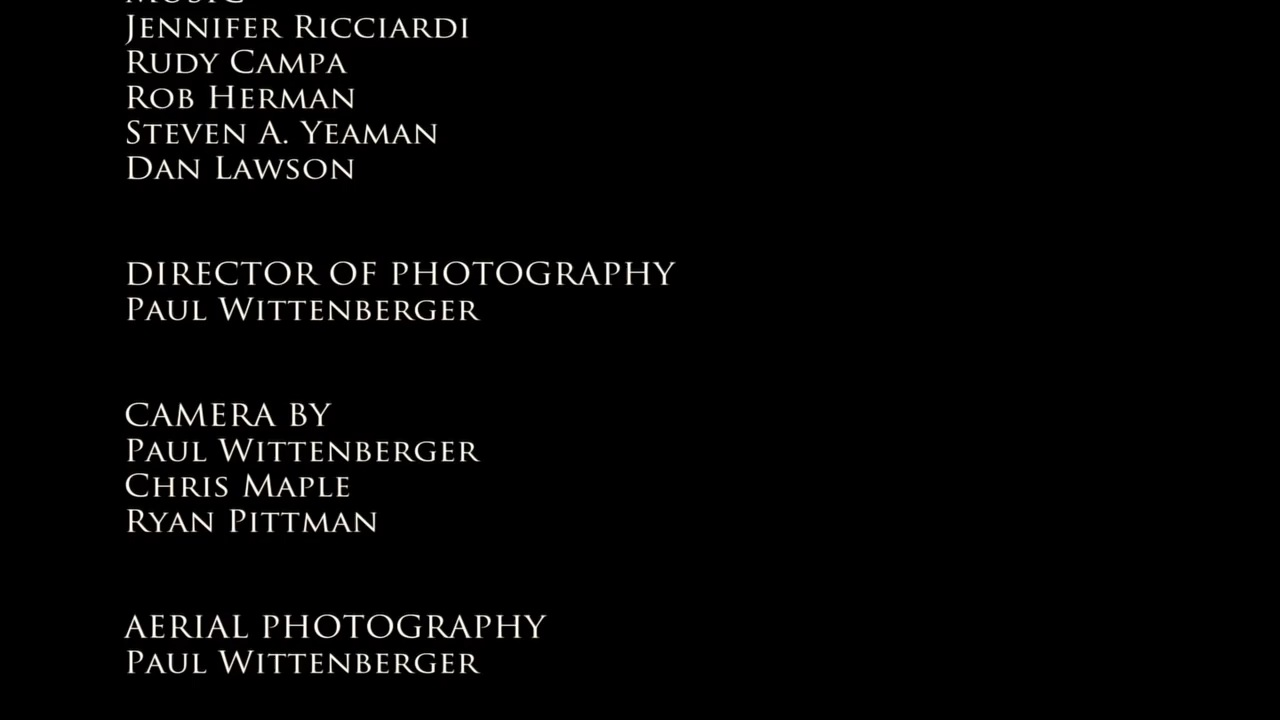 MUSIC
JENNIFER RICCIARDI
RUDY CAMPA
ROB HERMAN
STEVEN A. YEAMAN
DAN LAWSON
DIRECTOR OF PHOTOGRAPHY
PAUL WITTENBERGER
CAMERA BY
PAUL WITTENBERGER
CHRIS MAPLE
RYAN PITTMAN
AERIAL PHOTOGRAPHY
PAUL WITTENBERGER